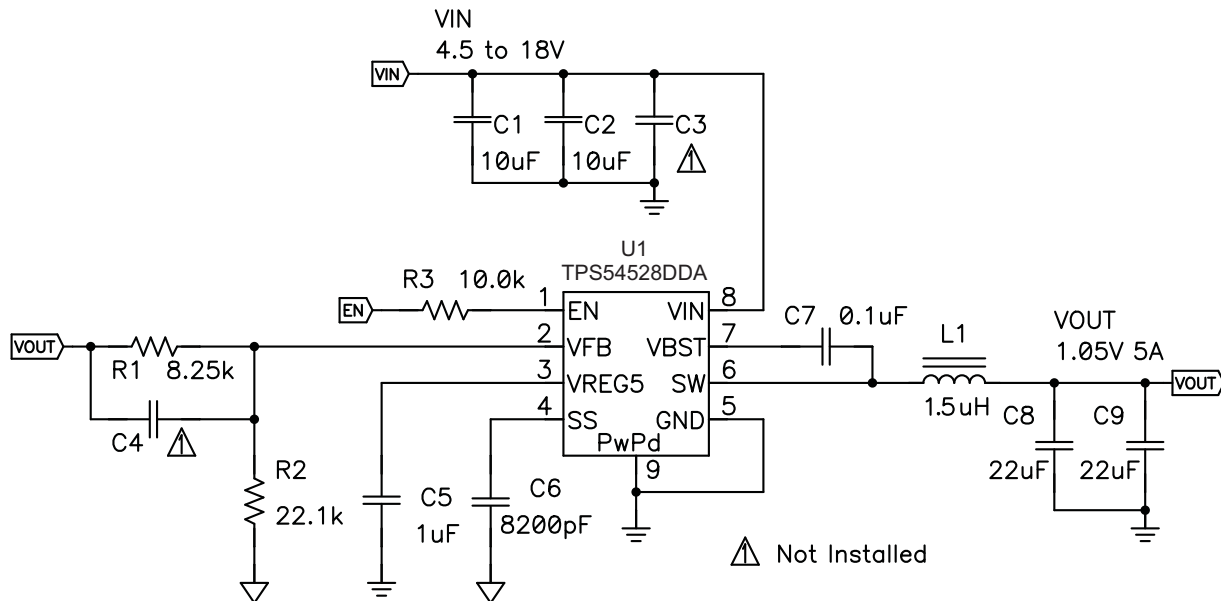 VIN
4.5 to 18V
VIN
C1
C2
C3
10uF
10uF
1
U1
TPS54528DDA
R3 10.0k
EN
1
EN
VIN
8
C7 0.1uF
VOUT
R1 8.25k
2
VFB
VBST
7
L1
VOUT
1.05V 5A
3
VREG5
SW
6
1.5uH
VOUT
C4
1
4
SS
GND
5
C8
C9
PwPd
9
22uF
22uF
R2
22.1k
C5
1uF
C6
8200pF
1 Not Installed